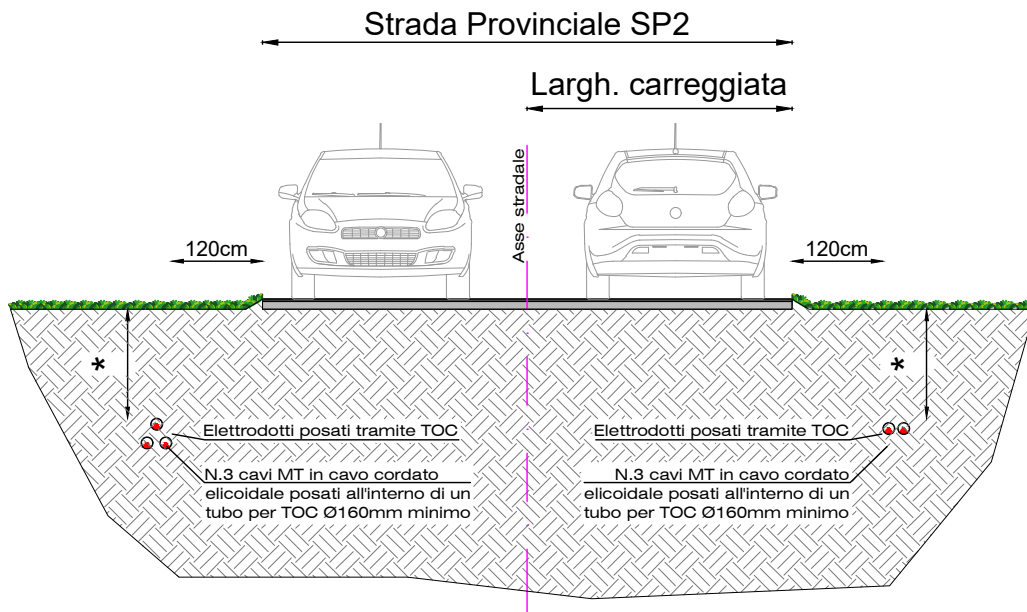 Strada Provinciale SP2
Largh. carreggiata
Asse stradale
120cm
120cm
*
*
Elettrodotti posati tramite TOC
N.3 cavi MT in cavo cordato
elicoidale posati all'interno di un
tubo per TOC Ø160mm minimo
Elettrodotti posati tramite TOC
N.3 cavi MT in cavo cordato
elicoidale posati all'interno di un
tubo per TOC Ø160mm minimo